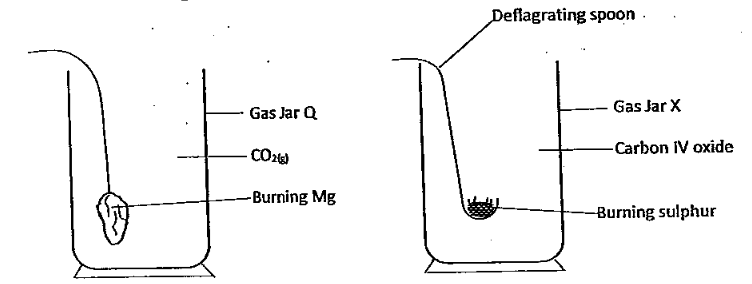 Deflagrating spoon
Gas Jar Q
CO2(g)
Burning Mg
Gas Jar X
Carbon IV oxide
Burning sulphur